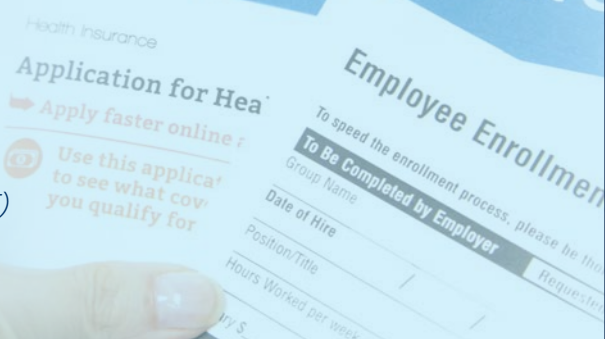 Health Insurance
Application for Hea
Apply faster online
Use this applica
to see what cov
you qualify for
Employee Enrollmen
To speed the enrollment process, please be tho
To Be Completed by Employer
Requested
Group Name
Date of Hire
/ /
Position/Title
Hours Worked per week
ry $